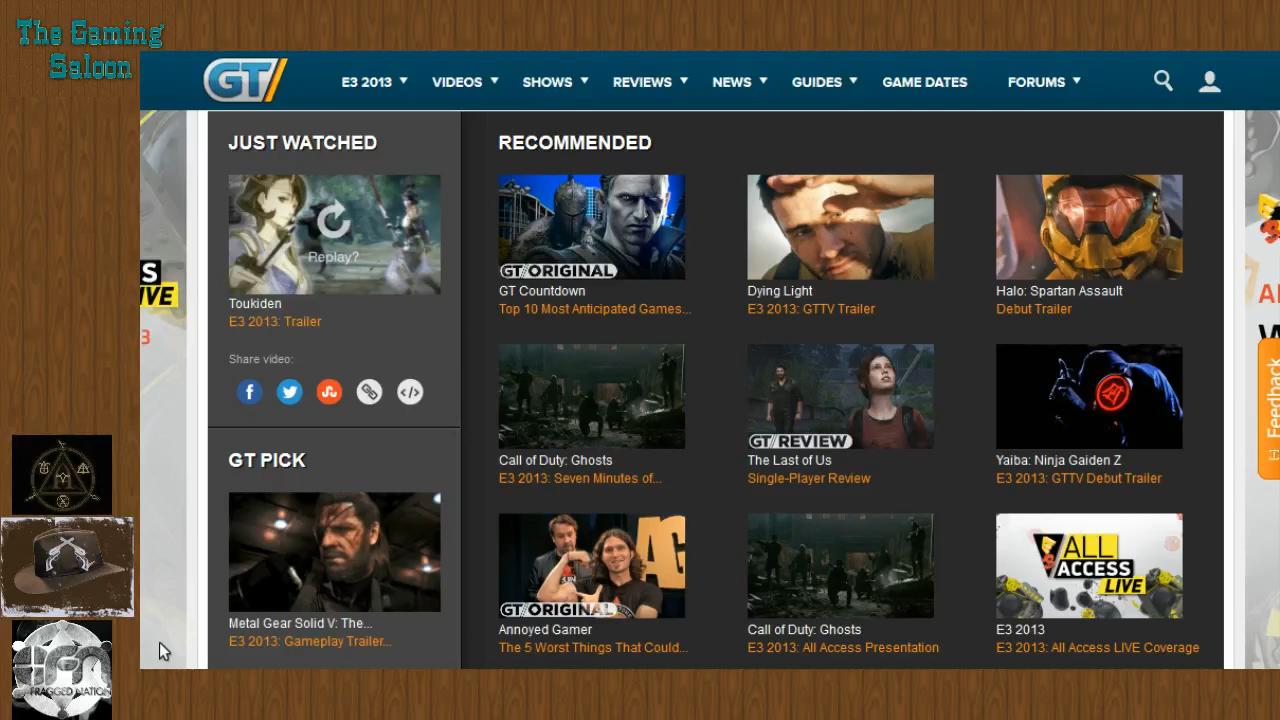 The Gaming
Saloon
GT
E3 2013
VIDEOS
SHOWS
REVIEWS
NEWS
GUIDES
GAME DATES
FORUMS
JUST WATCHED
Replay?
Toukiden
E3 2013: Trailer
Share video:
GT PICK
Metal Gear Solid V: The...
E3 2013: Gameplay Trailer...
RECOMMENDED
GT/ORIGINAL
GT Countdown
Top 10 Most Anticipated Games...
Dying Light
E3 2013: GTTV Trailer
Halo: Spartan Assault
Debut Trailer
Call of Duty: Ghosts
E3 2013: Seven Minutes of...
GT/REVIEW
The Last of Us
Single-Player Review
Yaiba: Ninja Gaiden Z
E3 2013: GTTV Debut Trailer
GT/ORIGINAL
Annoyed Gamer
The 5 Worst Things That Could...
Call of Duty: Ghosts
E3 2013: All Access Presentation
ALL
ACCESS
LIVE
E3 2013
E3 2013: All Access LIVE Coverage
Feedback
FRAGGED NATION